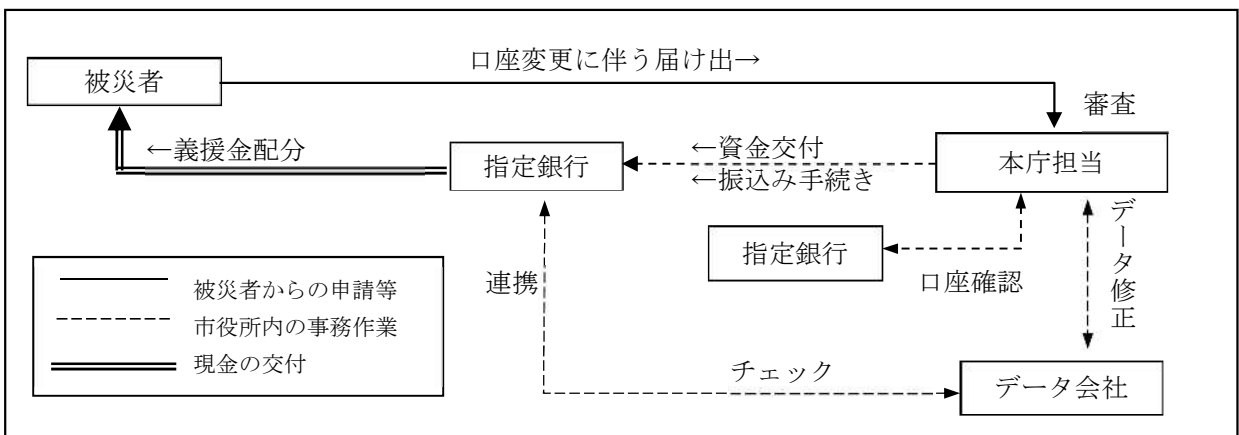 口座変更に伴う届け出→
被災者
審査
←義援金配分
指定銀行
←資金交付
←振込み手続き
本庁担当
指定銀行
口座確認
データ修正
連携
被災者からの申請等
市役所内の事務作業
現金の交付
チェック
データ会社